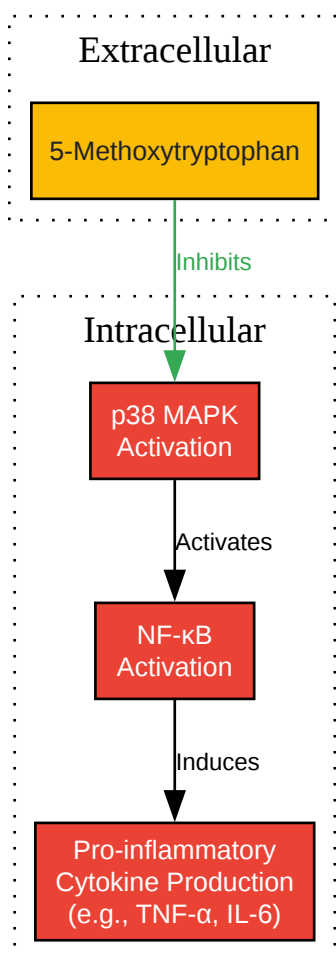 Extracellular
5-Methoxytryptophan
Inhibits
Intracellular
p38 MAPK
Activation
Activates
NF-κB
Activation
Induces
Pro-inflammatory
Cytokine Production
(e.g., TNF-α, IL-6)